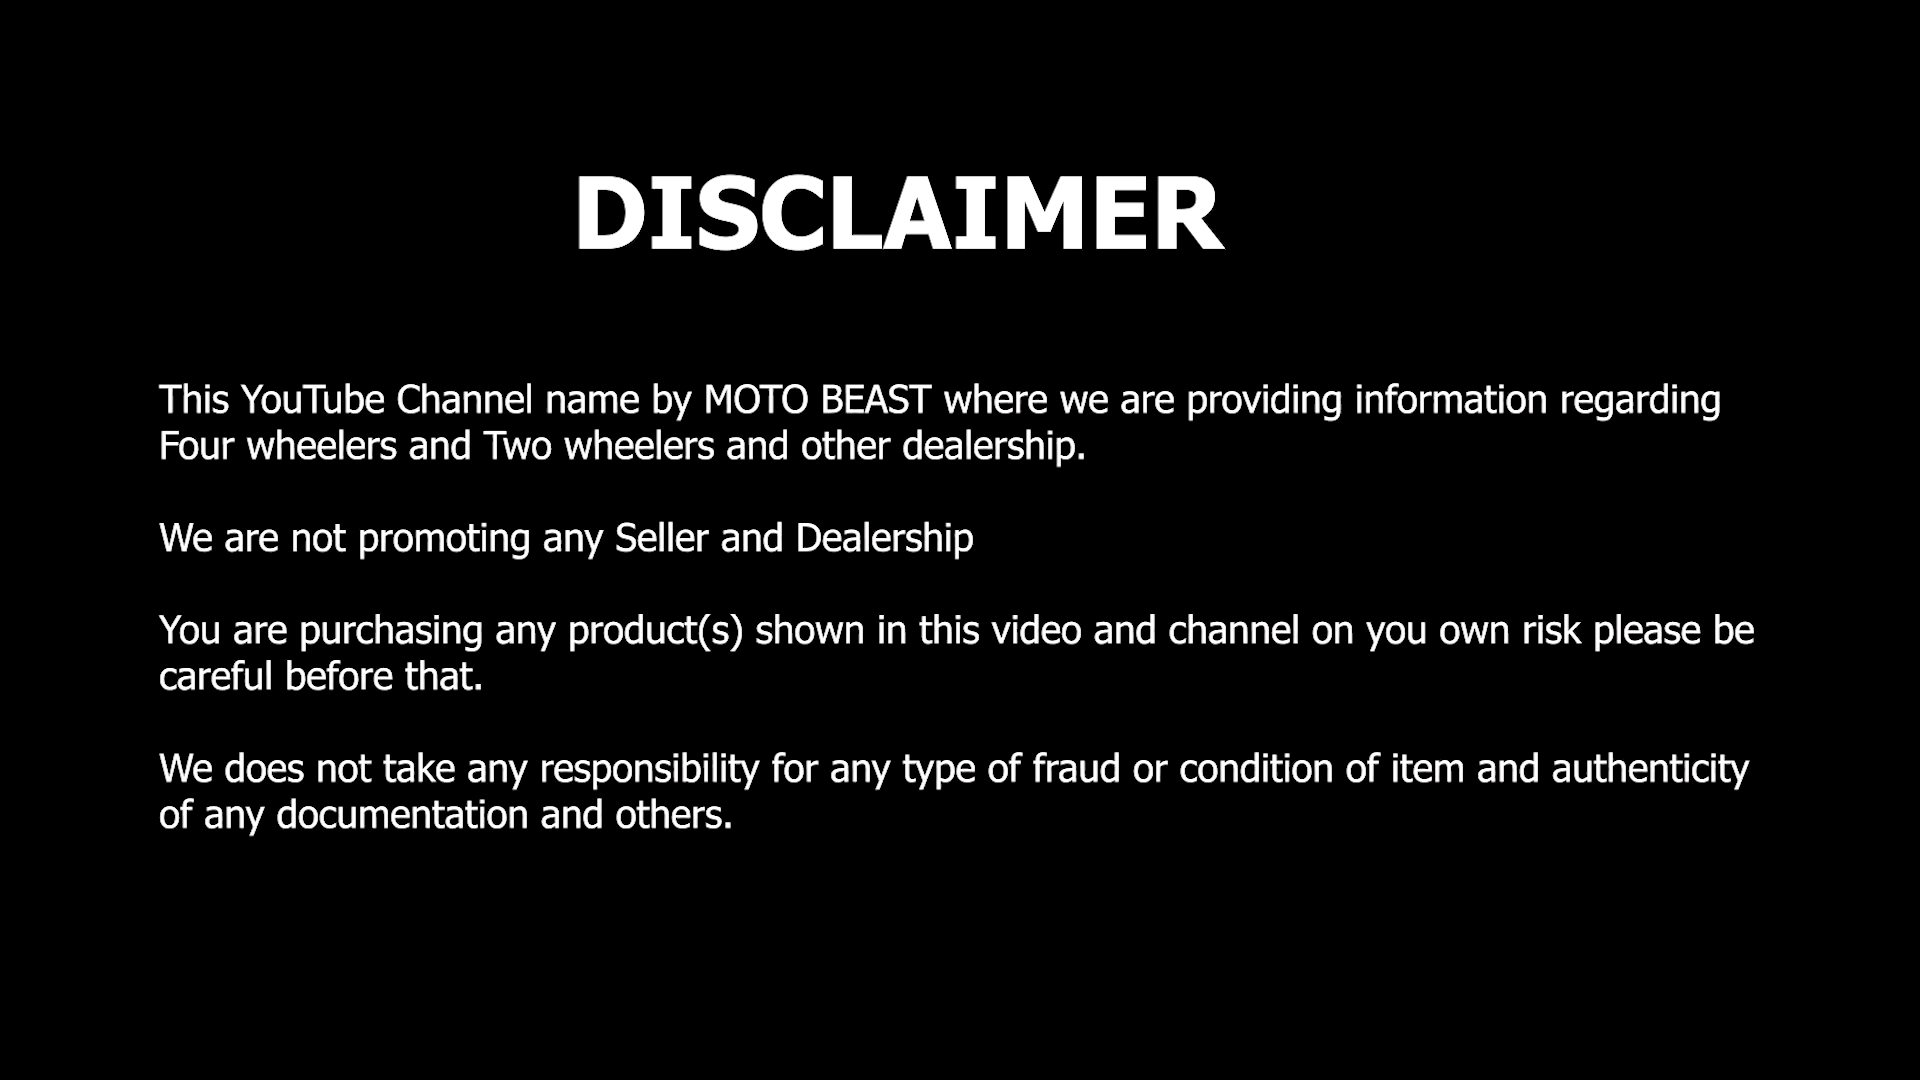 DISCLAIMER
This YouTube Channel name by MOTO BEAST where we are providing information regarding
Four wheelers and Two wheelers and other dealership.
We are not promoting any Seller and Dealership
You are purchasing any product(s) shown in this video and channel on you own risk please be
careful before that.
We does not take any responsibility for any type of fraud or condition of item and authenticity
of any documentation and others.